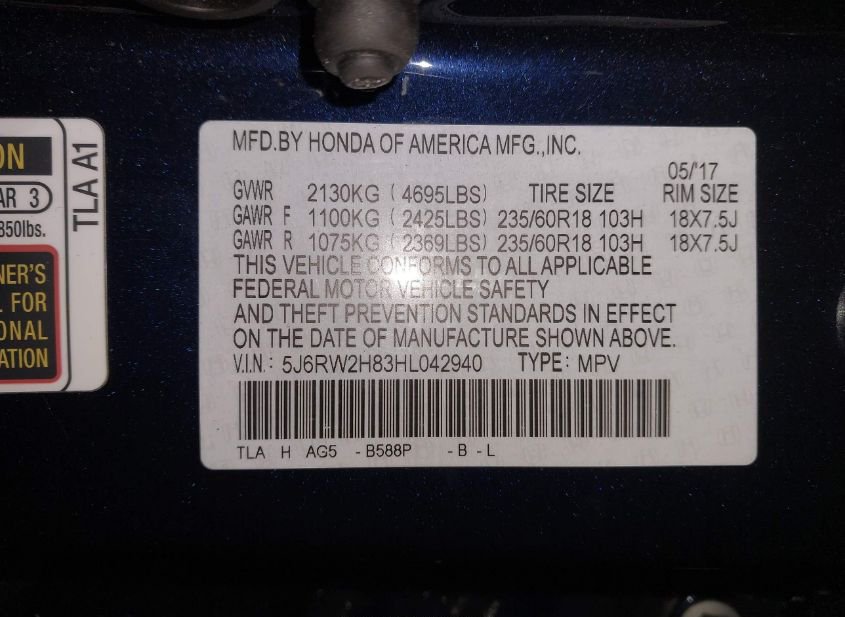 MFD.BY HONDA OF AMERICA MFG.,INC.
05/'17
GVWR 2130KG ( 4695LBS) TIRE SIZE RIM SIZE
GAWR F 1100KG ( 2425LBS) 235/60R18 103H 18X7.5J
GAWR R 1075KG ( 2369LBS) 235/60R18 103H 18X7.5J
THIS VEHICLE CONFORMS TO ALL APPLICABLE
FEDERAL MOTOR VEHICLE SAFETY
AND THEFT PREVENTION STANDARDS IN EFFECT
ON THE DATE OF MANUFACTURE SHOWN ABOVE.
V.I.N.: 5J6RW2H83HL042940 TYPE: MPV
TLA H AG5 -B588P -B -L
TLA A1
ON
AR 3
850lbs.
NER'S
L FOR
IONAL
ATION